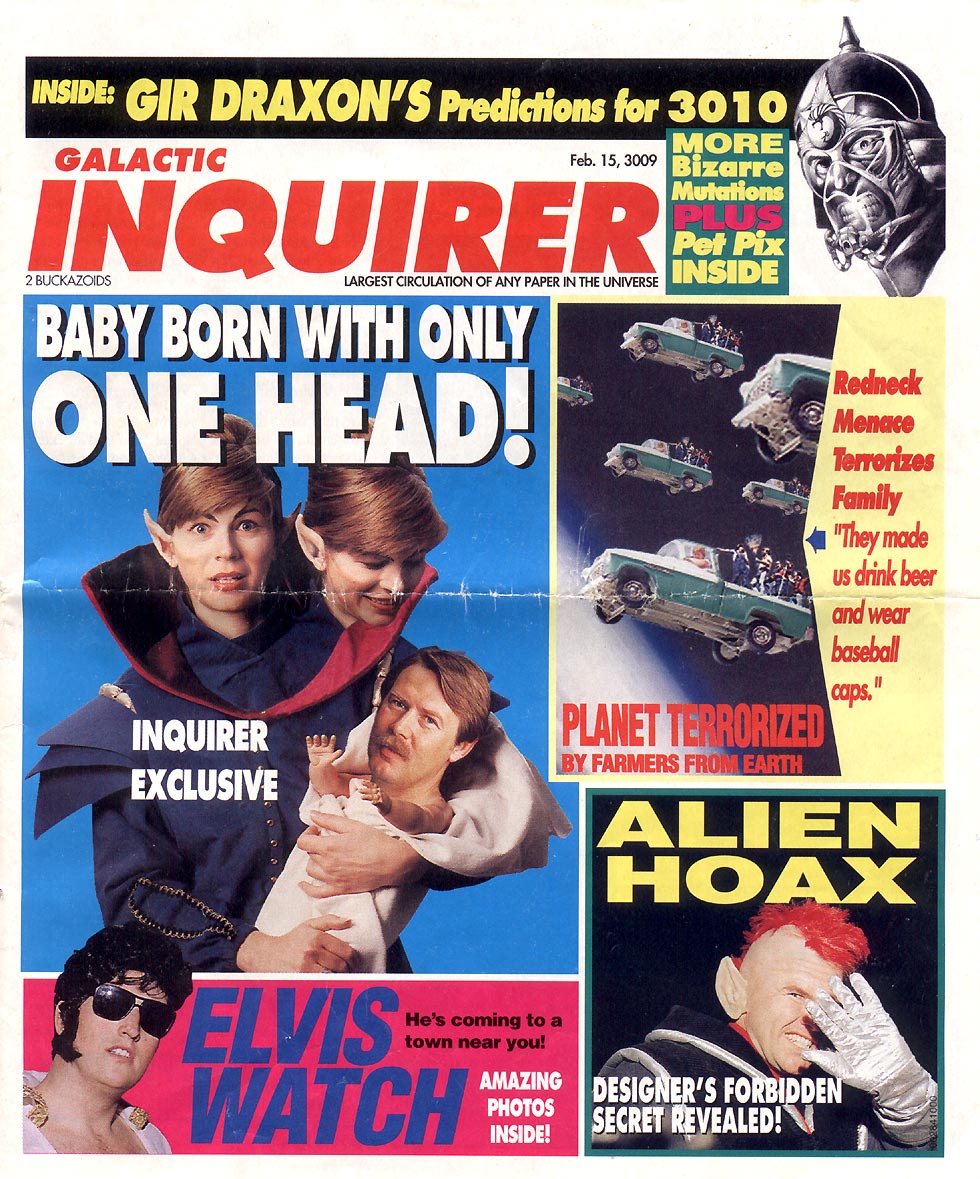 INSIDE: GIR DRAXON'S Predictions for 3010
MORE
Bizarre
Mutations
PLUS
Pet Pix
INSIDE
GALACTIC
Feb. 15, 3009
INQUIRER
2 BUCKAZOIDS
LARGEST CIRCULATION OF ANY PAPER IN THE UNIVERSE
BABY BORN WITH ONLY
ONE HEAD!
INQUIRER
EXCLUSIVE
Redneck
Menace
Terrorizes
Family
"They made
us drink beer
and wear
baseball
caps."
PLANET TERRORIZED
BY FARMERS FROM EARTH
ALIEN
HOAX
DESIGNER'S FORBIDDEN
SECRET REVEALED!
ELVIS
WATCH
He's coming to a
town near you!
AMAZING
PHOTOS
INSIDE!